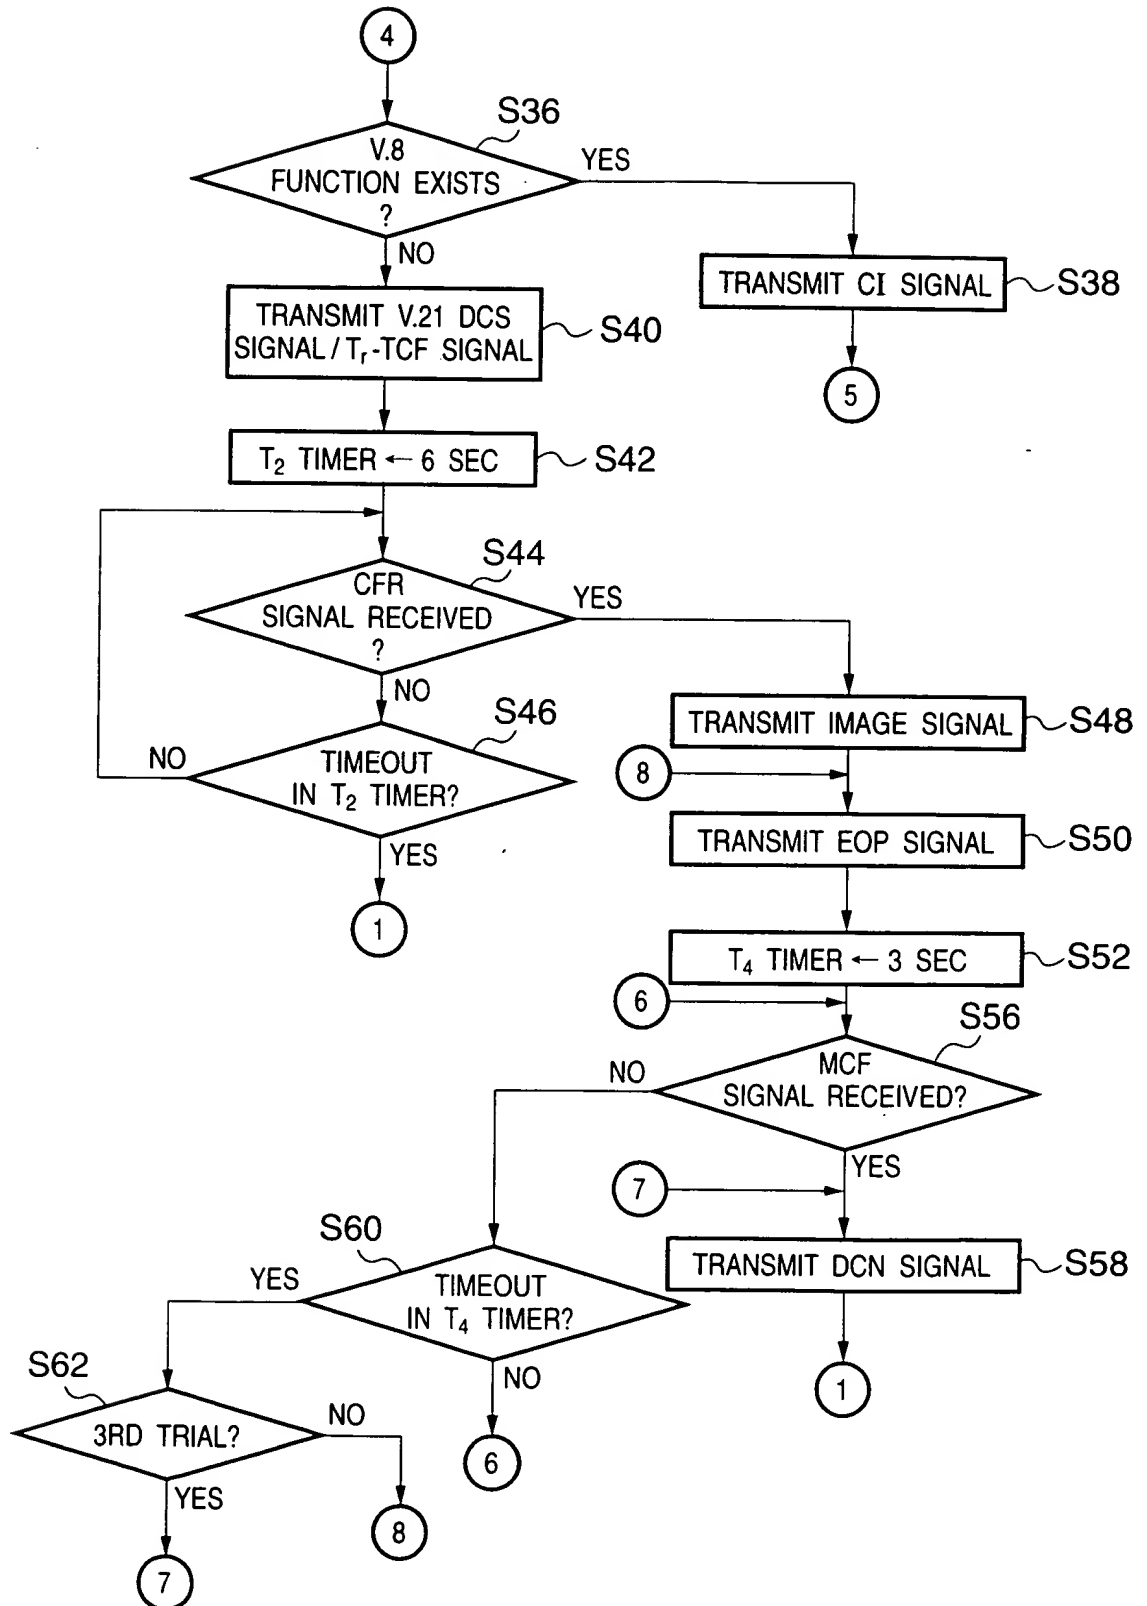 4
S36
V.8
FUNCTION EXISTS
?
YES
NO
TRANSMIT CI SIGNAL
S38
5
TRANSMIT V.21 DCS
SIGNAL / Tr-TCF SIGNAL
S40
T2 TIMER ← 6 SEC
S42
S44
CFR
SIGNAL RECEIVED
?
YES
NO
S46
TIMEOUT
IN T2 TIMER?
NO
YES
1
TRANSMIT IMAGE SIGNAL
S48
8
TRANSMIT EOP SIGNAL
S50
T4 TIMER ← 3 SEC
S52
6
S56
MCF
SIGNAL RECEIVED?
NO
YES
7
TRANSMIT DCN SIGNAL
S58
1
S60
TIMEOUT
IN T4 TIMER?
YES
NO
6
S62
3RD TRIAL?
NO
YES
8
7